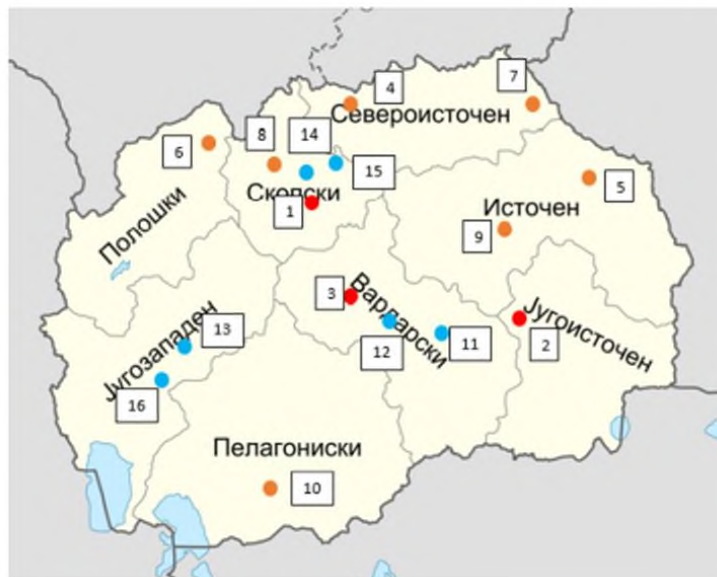 7
4
Североисточен
8
14
6
15
5
Скопски
1
Источен
Полошки
9
3
Вардарски
Југоисточен
13
11
2
12
Југозападен
16
Пелагониски
10